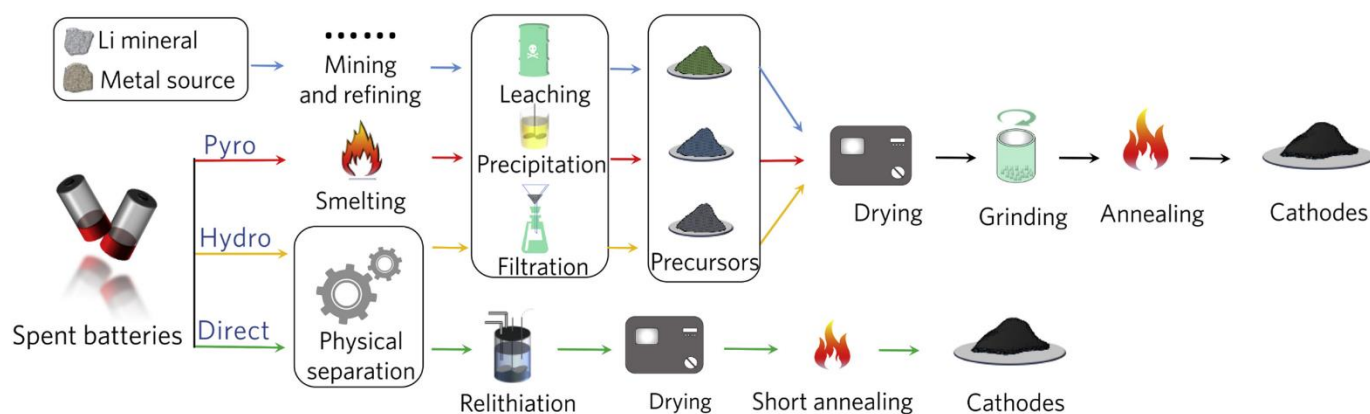 Li mineral
Metal source
Mining
and refining
Leaching
Precipitation
Filtration
Precursors
Drying
Grinding
Annealing
Cathodes
Spent batteries
Pyro
Smelting
Hydro
Direct
Physical
separation
Relithiation
Drying
Short annealing
Cathodes